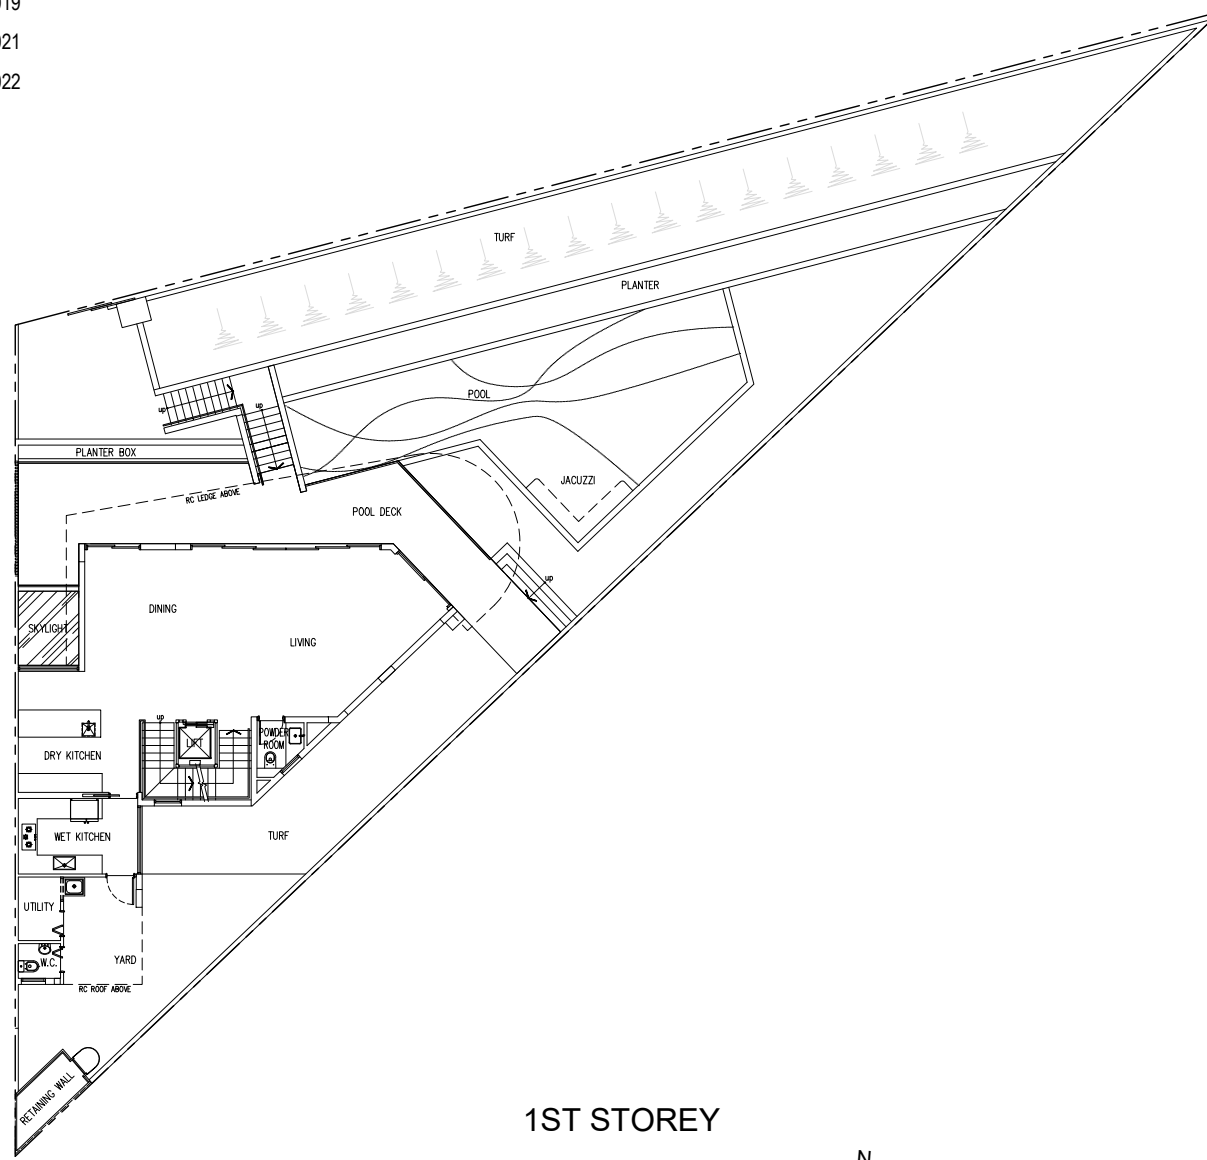 019
021
022
TURF
PLANTER
POOL
up
up
PLANTER BOX
JACUZZI
RC LEDGE ABOVE
POOL DECK
up
DINING
SKYLIGHT
LIVING
up
POWDER
ROOM
LIFT
DRY KITCHEN
WET KITCHEN
TURF
UTILITY
W.C.
YARD
RC ROOF ABOVE
RETAINING WALL
1ST STOREY
N